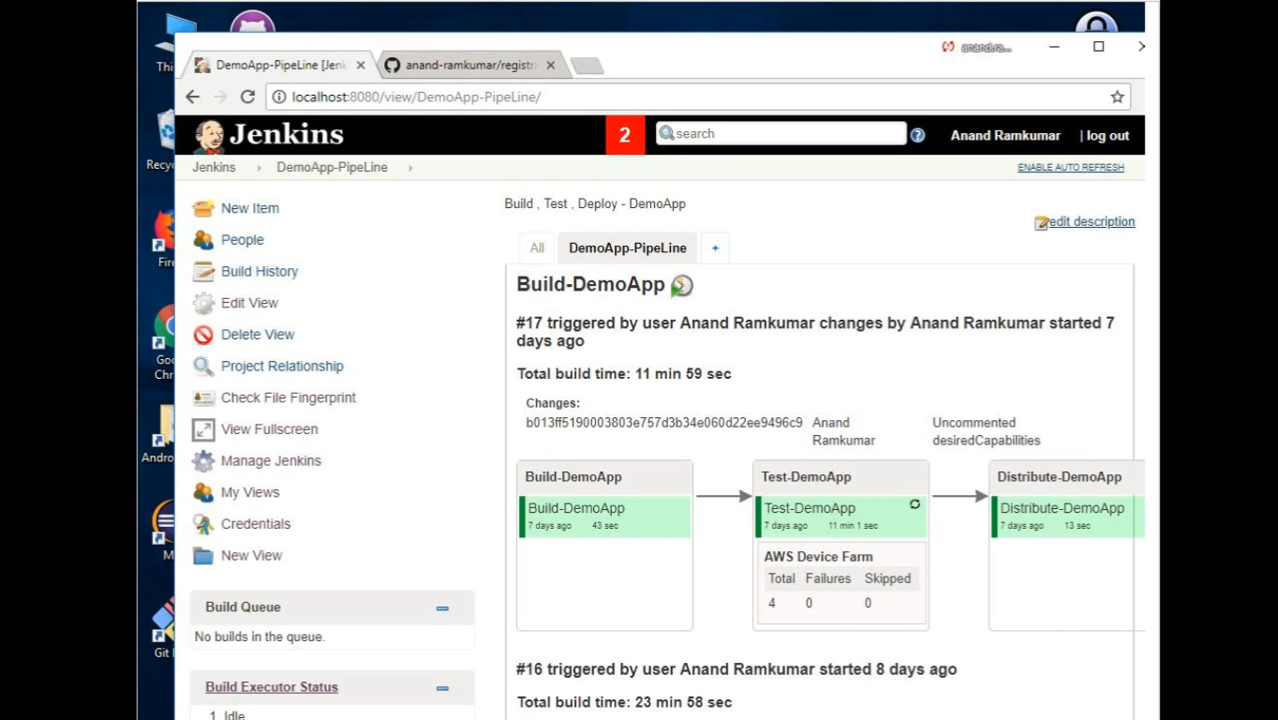 Thi
Recyc
Fire
Goo
Chr
Andro
M
Git
DemoApp-PipeLine [Jenk
anand-ramkumar/registr
localhost:8080/view/DemoApp-PipeLine/
Jenkins
2
search
Anand Ramkumar
| log out
Jenkins
DemoApp-PipeLine
ENABLE AUTO REFRESH
New Item
People
Build History
Edit View
Delete View
Project Relationship
Check File Fingerprint
View Fullscreen
Manage Jenkins
My Views
Credentials
New View
Build Queue
No builds in the queue.
Build Executor Status
1 Idle
Build , Test , Deploy - DemoApp
edit description
All
DemoApp-PipeLine
+
Build-DemoApp
#17 triggered by user Anand Ramkumar changes by Anand Ramkumar started 7
days ago
Total build time: 11 min 59 sec
Changes:
b013ff5190003803e757d3b34e060d22ee9496c9
Anand
Ramkumar
Uncommented
desiredCapabilities
Build-DemoApp
Build-DemoApp
7 days ago 43 sec
Test-DemoApp
Test-DemoApp
7 days ago 11 min 1 sec
AWS Device Farm
Total Failures Skipped
4 0 0
Distribute-DemoApp
Distribute-DemoApp
7 days ago 13 sec
#16 triggered by user Anand Ramkumar started 8 days ago
Total build time: 23 min 58 sec